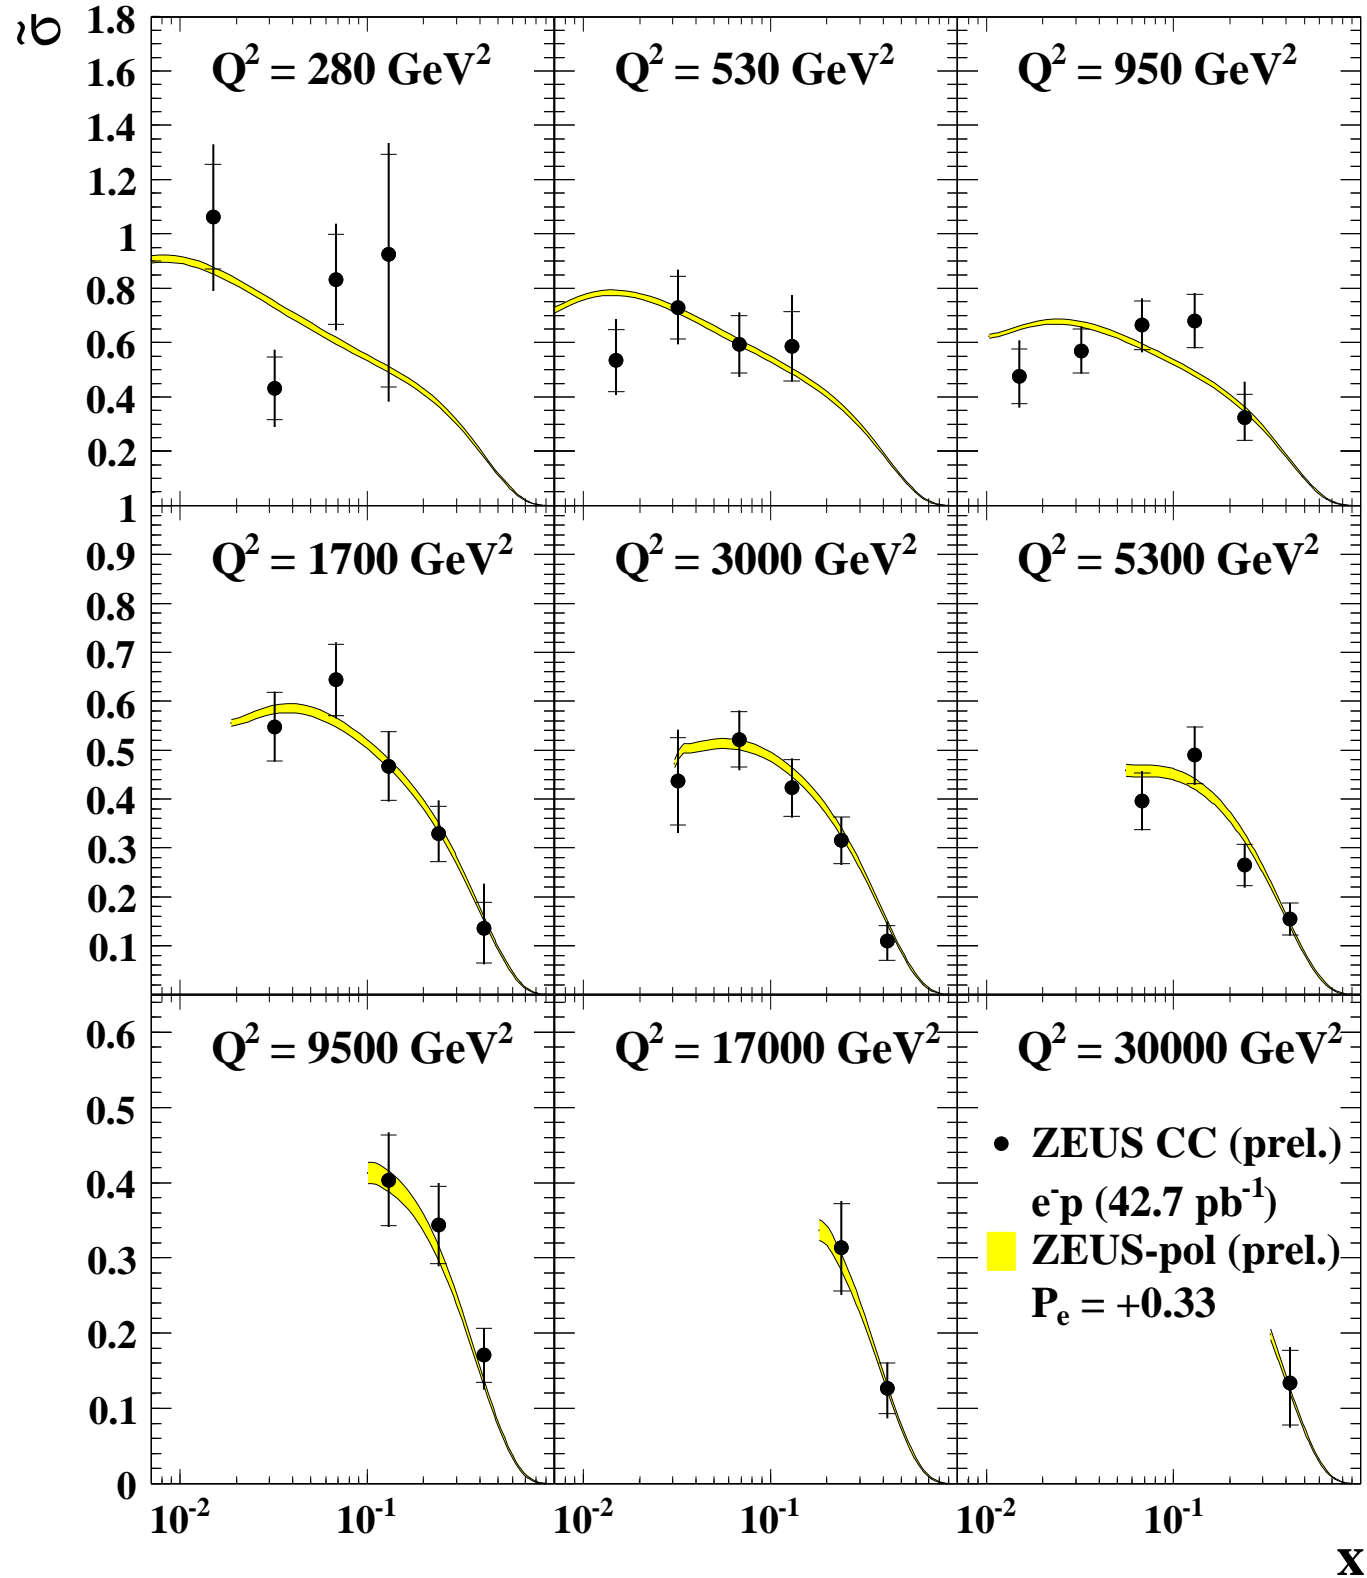 σ̃
1.8
1.6
1.4
1.2
1
0.8
0.6
0.4
0.2
Q² = 280 GeV²
Q² = 530 GeV²
Q² = 950 GeV²
1
0.9
0.8
0.7
0.6
0.5
0.4
0.3
0.2
0.1
Q² = 1700 GeV²
Q² = 3000 GeV²
Q² = 5300 GeV²
0.6
0.5
0.4
0.3
0.2
0.1
0
Q² = 9500 GeV²
Q² = 17000 GeV²
Q² = 30000 GeV²
ZEUS CC (prel.)
e⁻p (42.7 pb⁻¹)
ZEUS-pol (prel.)
Pₑ = +0.33
10⁻² 10⁻¹ 10⁻² 10⁻¹ 10⁻² 10⁻¹
x